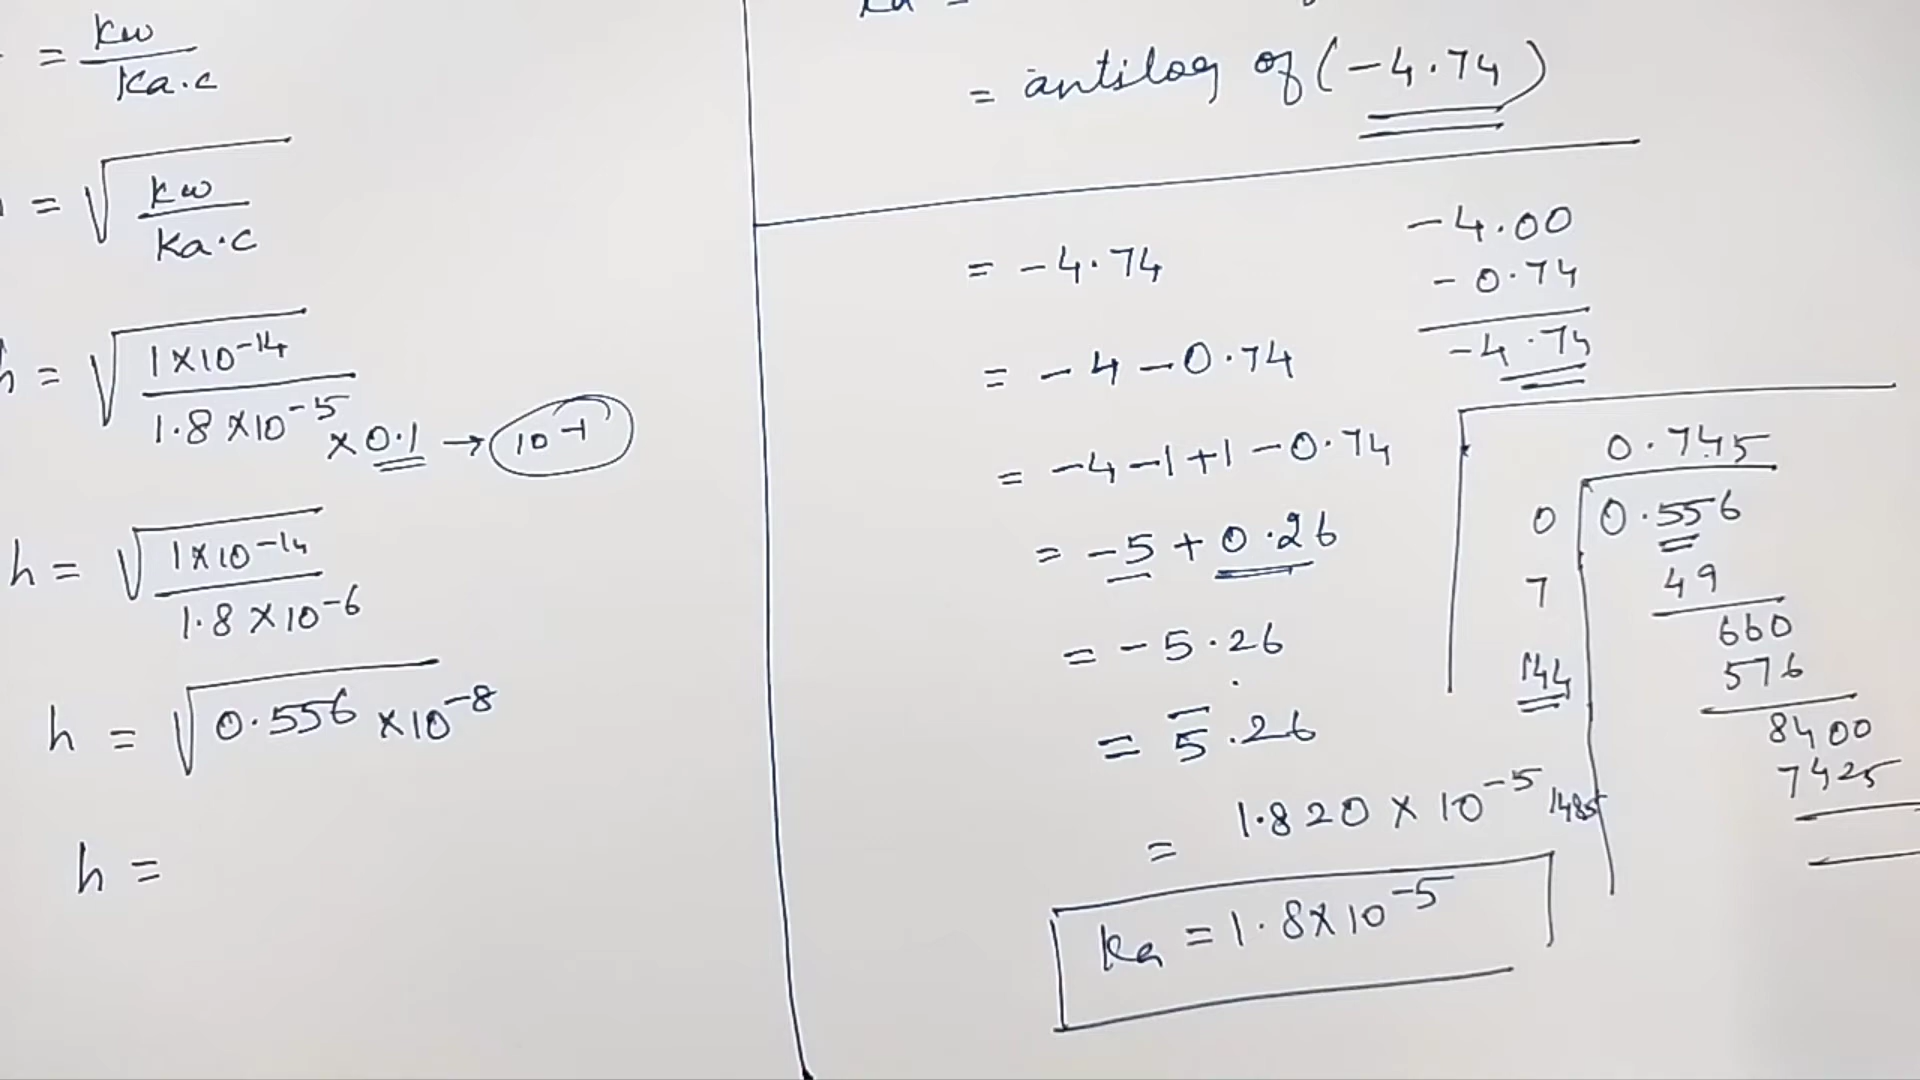 = Kw / Ka.c
= √ Kw / Ka.c
h = √ 1×10⁻¹⁴ / 1.8×10⁻⁵ × 0.1 → 10⁻¹
h = √ 1×10⁻¹⁴ / 1.8×10⁻⁶
h = √ 0.556 ×10⁻⁸
h =
= antilog of (-4.74)
= -4.74
= -4-0.74
= -4-1+1-0.74
= -5 + 0.26
= -5.26
= 5̅.26
= 1.820 × 10⁻⁵
Ka = 1.8×10⁻⁵
-4.00
-0.74
-4.74
0.745
0 0.556
7 49
660
144 576
8400
1485 7425